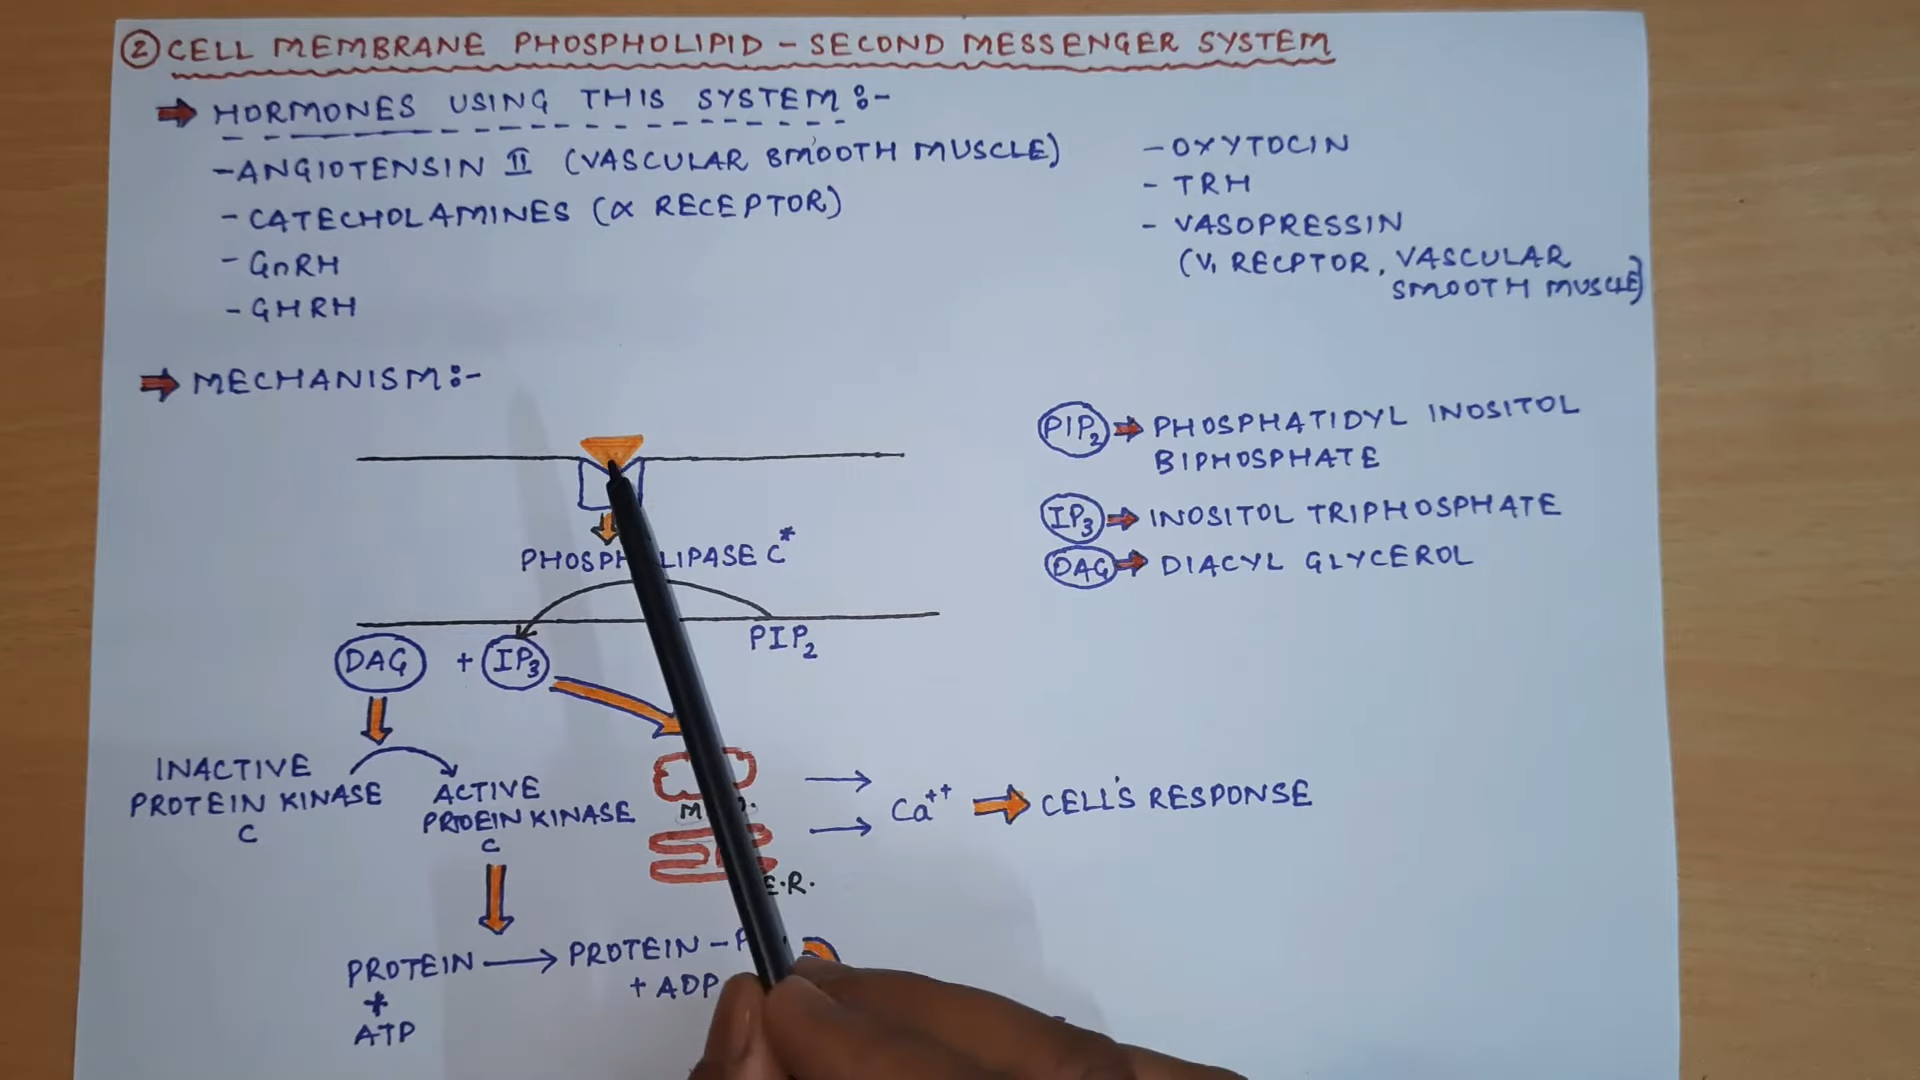 ② CELL MEMBRANE PHOSPHOLIPID - SECOND MESSENGER SYSTEM
HORMONES USING THIS SYSTEM :-
- ANGIOTENSIN II (VASCULAR SMOOTH MUSCLE)
- CATECHOLAMINES (α RECEPTOR)
- GnRH
- GHRH
- OXYTOCIN
- TRH
- VASOPRESSIN
(V₁ RECPTOR, VASCULAR
SMOOTH MUSCLE)
MECHANISM :-
PIP₂ PHOSPHATIDYL INOSITOL
BIPHOSPHATE
IP₃ INOSITOL TRIPHOSPHATE
DAG DIACYL GLYCEROL
C*
PIP₂
DAG + IP₃
INACTIVE
PROTEIN KINASE
C
ACTIVE
PROTEIN KINASE
C
E.R.
Ca⁺⁺ CELL'S RESPONSE
PROTEIN → PROTEIN -
+ ADP
+
ATP